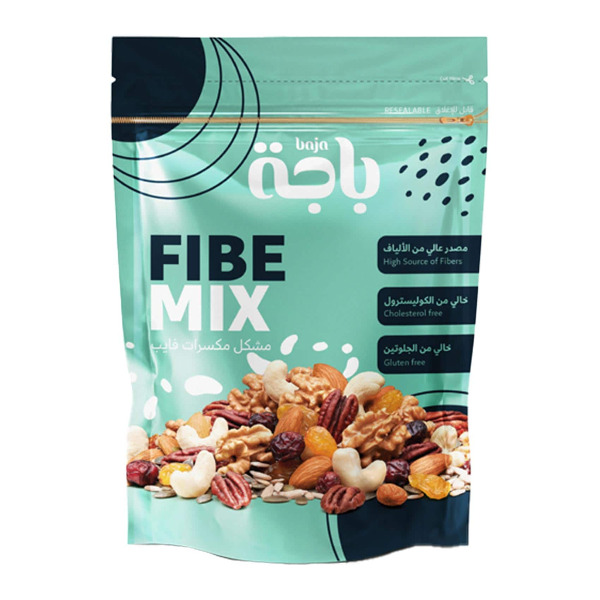 RESEALABLE قابل للإغلاق
baja
باجة
FIBE
MIX
مشكل مكسرات فايب
مصدر عالي من الألياف
High Source of Fibers
خالي من الكوليسترول
Cholesterol free
خالي من الجلوتين
Gluten free